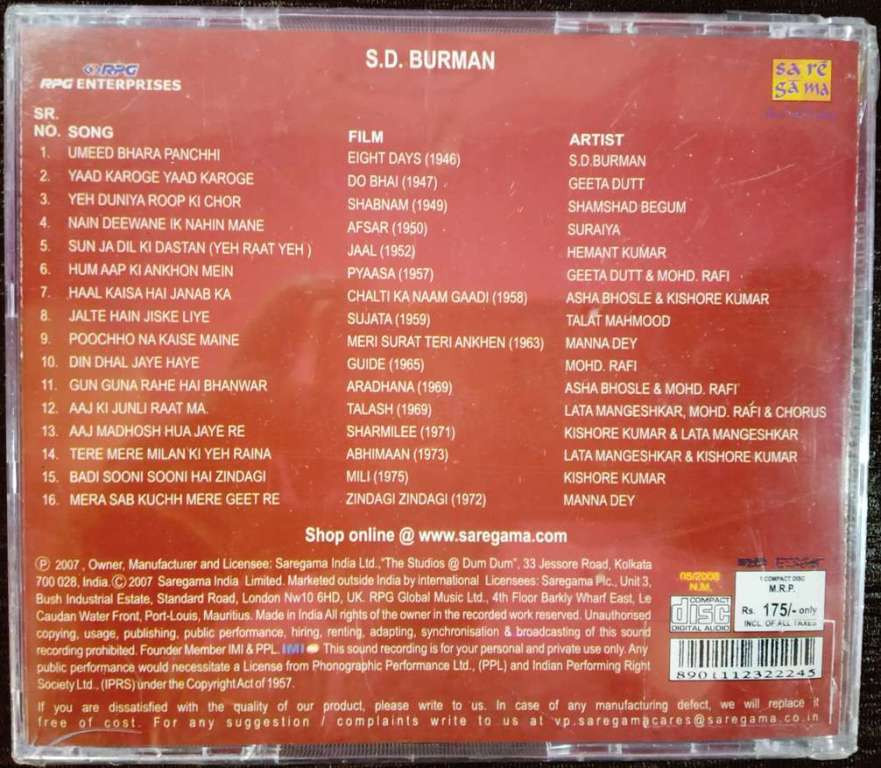 S.D. BURMAN
RPG
RPG ENTERPRISES
sa rē
gā ma
SR.
NO. SONG FILM ARTIST
1. UMEED BHARA PANCHHI EIGHT DAYS (1946) S.D.BURMAN
2. YAAD KAROGE YAAD KAROGE DO BHAI (1947) GEETA DUTT
3. YEH DUNIYA ROOP KI CHOR SHABNAM (1949) SHAMSHAD BEGUM
4. NAIN DEEWANE IK NAHIN MANE AFSAR (1950) SURAIYA
5. SUN JA DIL KI DASTAN (YEH RAAT YEH ) JAAL (1952) HEMANT KUMAR
6. HUM AAP KI ANKHON MEIN PYAASA (1957) GEETA DUTT & MOHD. RAFI
7. HAAL KAISA HAI JANAB KA CHALTI KA NAAM GAADI (1958) ASHA BHOSLE & KISHORE KUMAR
8. JALTE HAIN JISKE LIYE SUJATA (1959) TALAT MAHMOOD
9. POOCHHO NA KAISE MAINE MERI SURAT TERI ANKHEN (1963) MANNA DEY
10. DIN DHAL JAYE HAYE GUIDE (1965) MOHD. RAFI
11. GUN GUNA RAHE HAI BHANWAR ARADHANA (1969) ASHA BHOSLE & MOHD. RAFI
12. AAJ KI JUNLI RAAT MA. TALASH (1969) LATA MANGESHKAR, MOHD. RAFI & CHORUS
13. AAJ MADHOSH HUA JAYE RE SHARMILEE (1971) KISHORE KUMAR & LATA MANGESHKAR
14. TERE MERE MILAN KI YEH RAINA ABHIMAAN (1973) LATA MANGESHKAR & KISHORE KUMAR
15. BADI SOONI SOONI HAI ZINDAGI MILI (1975) KISHORE KUMAR
16. MERA SAB KUCHH MERE GEET RE ZINDAGI ZINDAGI (1972) MANNA DEY
Shop online @ www.saregama.com
Ⓟ 2007 , Owner, Manufacturer and Licensee: Saregama India Ltd.,"The Studios @ Dum Dum", 33 Jessore Road, Kolkata
700 028, India.© 2007 Saregama India Limited. Marketed outside India by international Licensees: Saregama Plc., Unit 3,
Bush Industrial Estate, Standard Road, London Nw10 6HD, UK. RPG Global Music Ltd., 4th Floor Barkly Wharf East, Le
Caudan Water Front, Port-Louis, Mauritius. Made in India All rights of the owner in the recorded work reserved. Unauthorised
copying, usage, publishing, public performance, hiring, renting, adapting, synchronisation & broadcasting of this sound
recording prohibited. Founder Member IMI & PPL. IMI This sound recording is for your personal and private use only. Any
public performance would necessitate a License from Phonographic Performance Ltd., (PPL) and Indian Performing Right
Society Ltd., (IPRS) under the Copyright Act of 1957.
05/2008
N.M.
COMPACT
disc
DIGITAL AUDIO
1 COMPACT DISC
M.R.P.
Rs. 175/- only
INCL. OF ALL TAXES
8901112322245
If you are dissatisfied with the quality of our product, please write to us. In case of any manufacturing defect, we will replace it
free of cost. For any suggestion / complaints write to us at vp.saregamacares@saregama.co.in